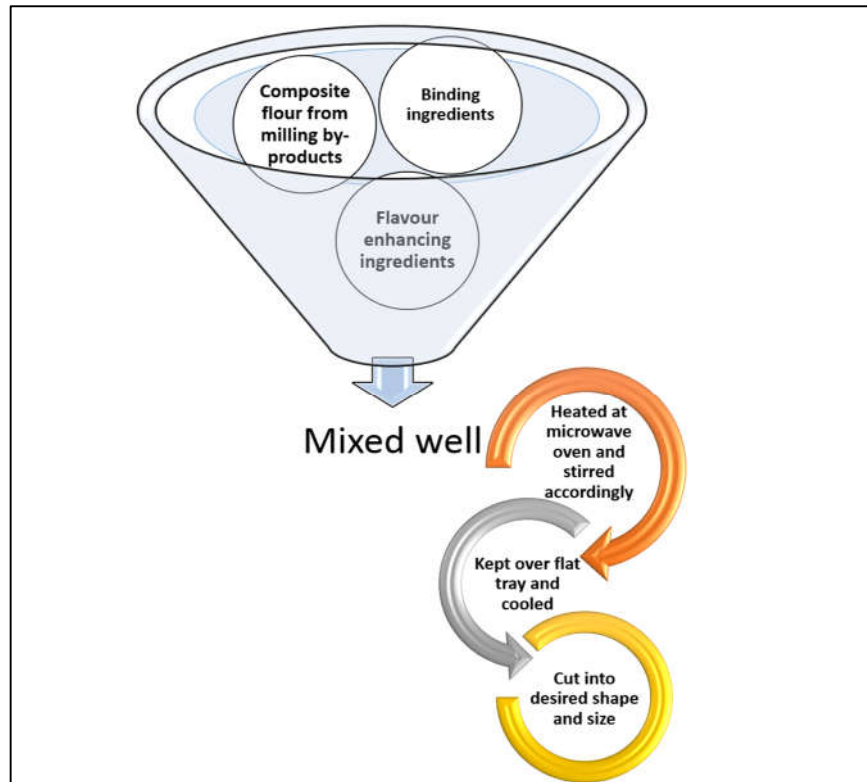 Composite
flour from
milling by-
products
Binding
ingredients
Flavour
enhancing
ingredients
Mixed well
Heated at
microwave
oven and
stirred
accordingly
Kept over flat
tray and
cooled
Cut into
desired shape
and size